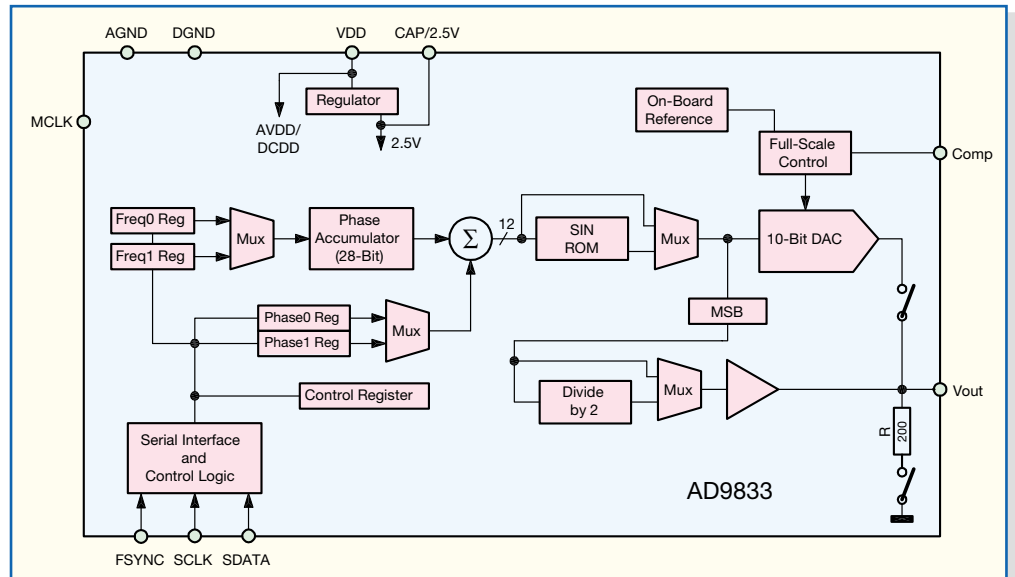 AGND
DGND
VDD
CAP/2.5V
MCLK
Regulator
AVDD/
DCDD
2.5V
On-Board
Reference
Full-Scale
Control
Comp
Freq0 Reg
Freq1 Reg
Mux
Phase
Accumulator
(28-Bit)
Σ
12
SIN
ROM
Mux
10-Bit DAC
Phase0 Reg
Phase1 Reg
Mux
MSB
Control Register
Divide
by 2
Mux
Vout
R
200
Serial Interface
and
Control Logic
AD9833
FSYNC
SCLK
SDATA